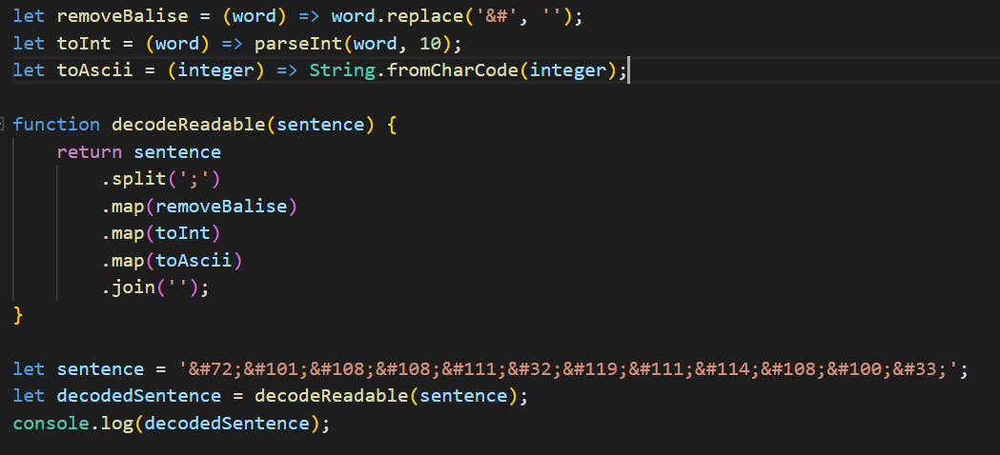 let removeBalise = (word) => word.replace('&#', '');
let toInt = (word) => parseInt(word, 10);
let toAscii = (integer) => String.fromCharCode(integer);
function decodeReadable(sentence) {
return sentence
.split(';')
.map(removeBalise)
.map(toInt)
.map(toAscii)
.join('');
}
let sentence = '&#72;&#101;&#108;&#108;&#111;&#32;&#119;&#111;&#114;&#108;&#100;&#33;';
let decodedSentence = decodeReadable(sentence);
console.log(decodedSentence);